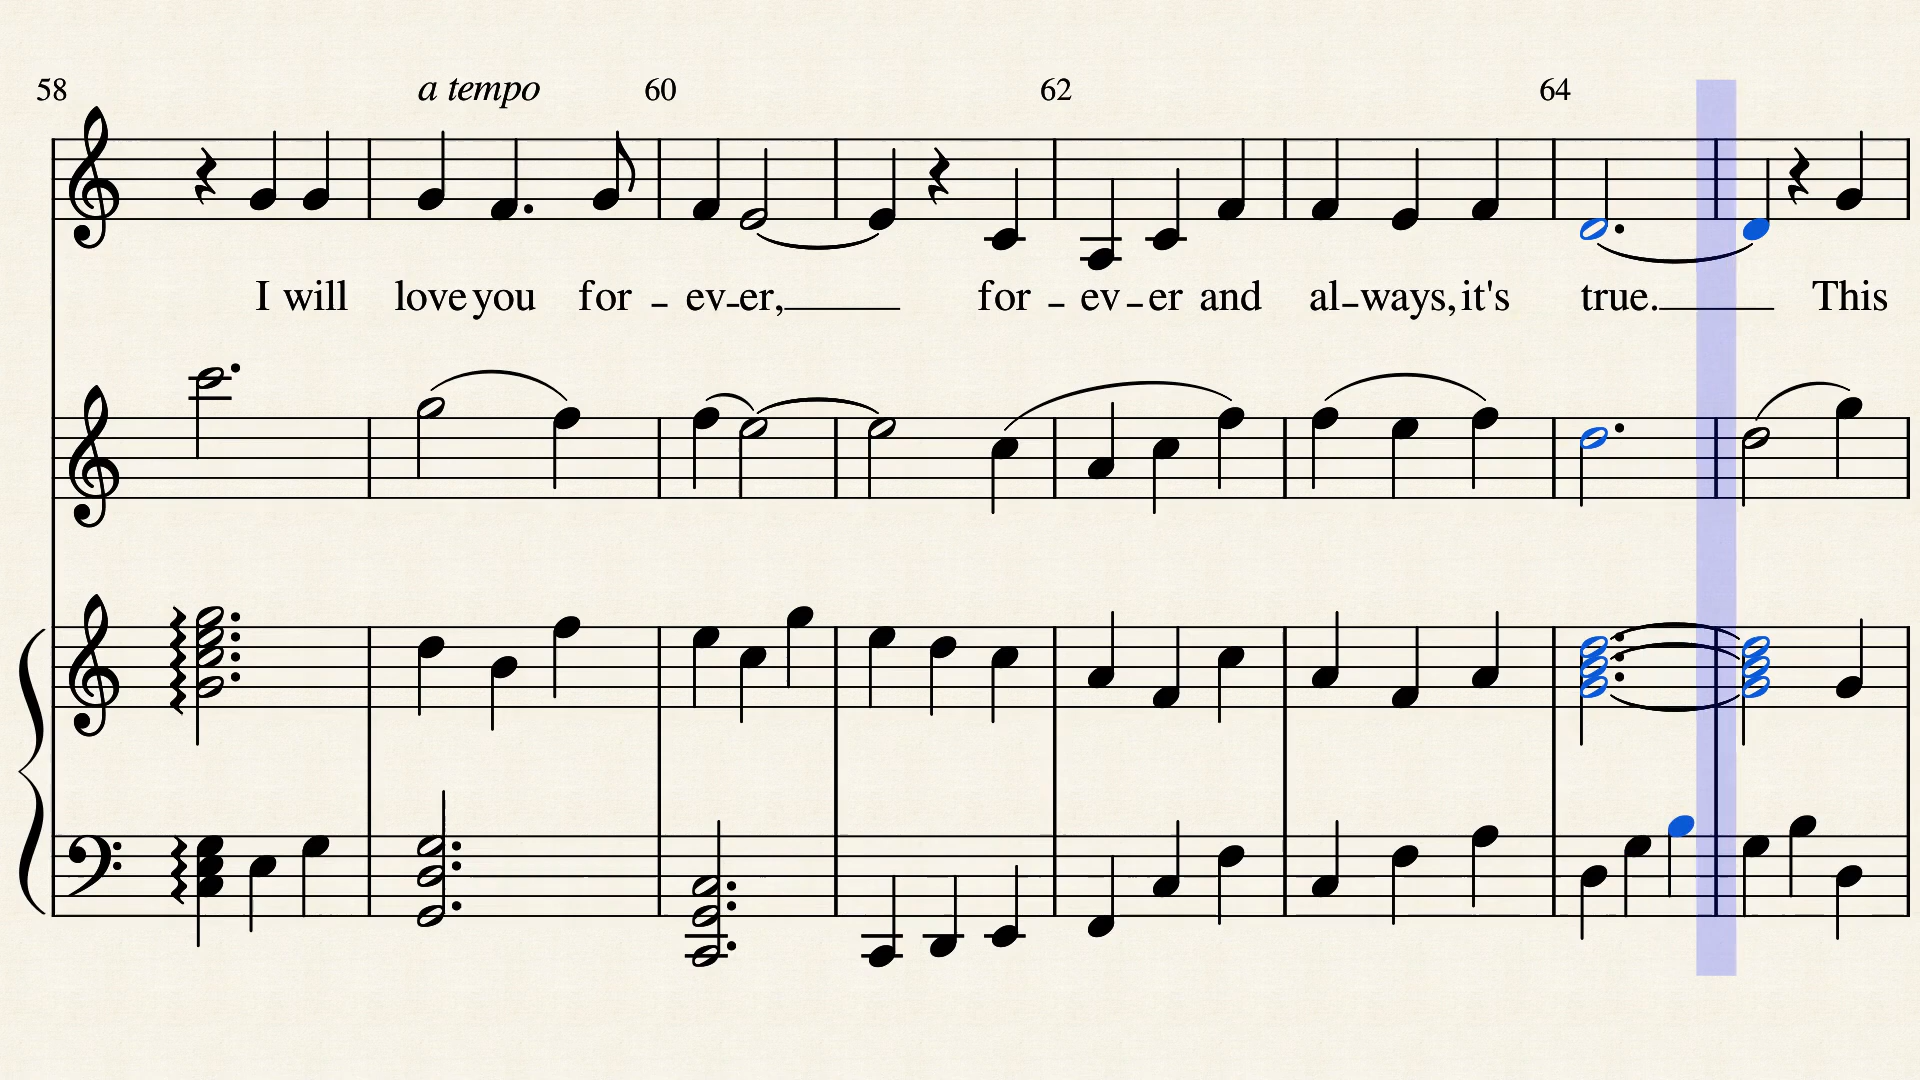 58 a tempo 60 62 64
I will love you for - ev - er, for - ev - er and al - ways, it's true. This